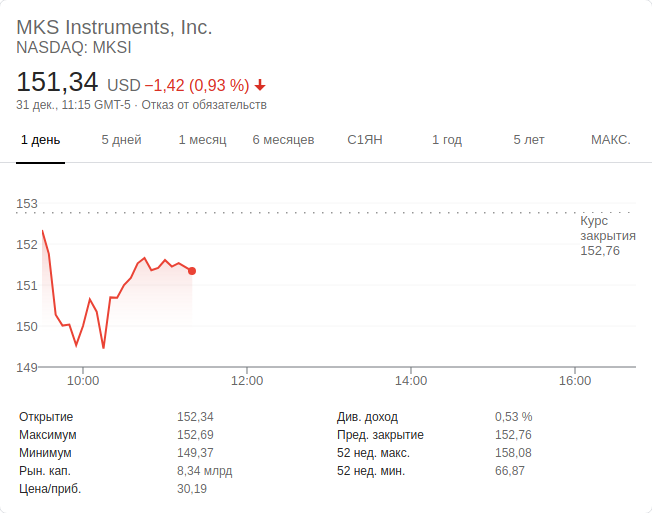 MKS Instruments, Inc.
NASDAQ: MKSI
151,34 USD −1,42 (0,93 %)
31 дек., 11:15 GMT-5 · Отказ от обязательств
1 день 5 дней 1 месяц 6 месяцев С1ЯН 1 год 5 лет МАКС.
153
Курс
закрытия
152,76
152
151
150
149
10:00 12:00 14:00 16:00
Открытие 152,34 Див. доход 0,53 %
Максимум 152,69 Пред. закрытие 152,76
Минимум 149,37 52 нед. макс. 158,08
Рын. кап. 8,34 млрд 52 нед. мин. 66,87
Цена/приб. 30,19